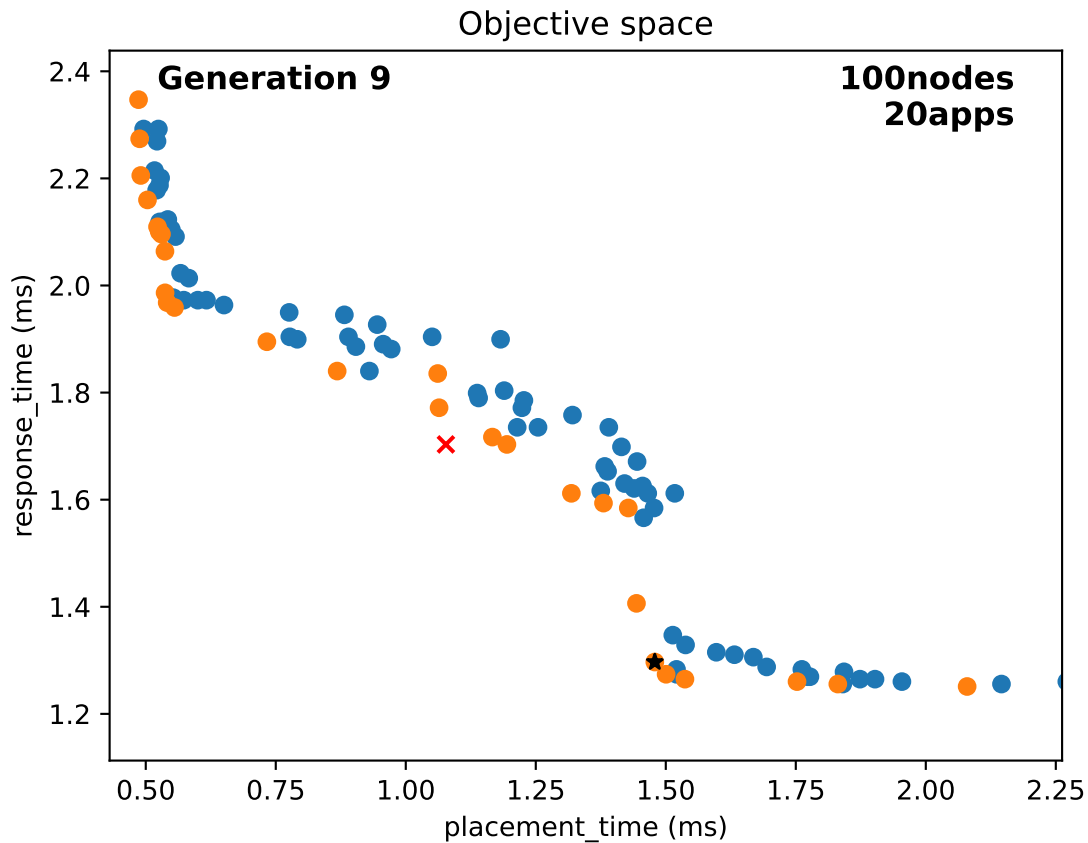 Objective space
Generation 9
100nodes
20apps
2.4
2.2
2.0
1.8
1.6
1.4
1.2
response_time (ms)
0.50 0.75 1.00 1.25 1.50 1.75 2.00 2.25
placement_time (ms)